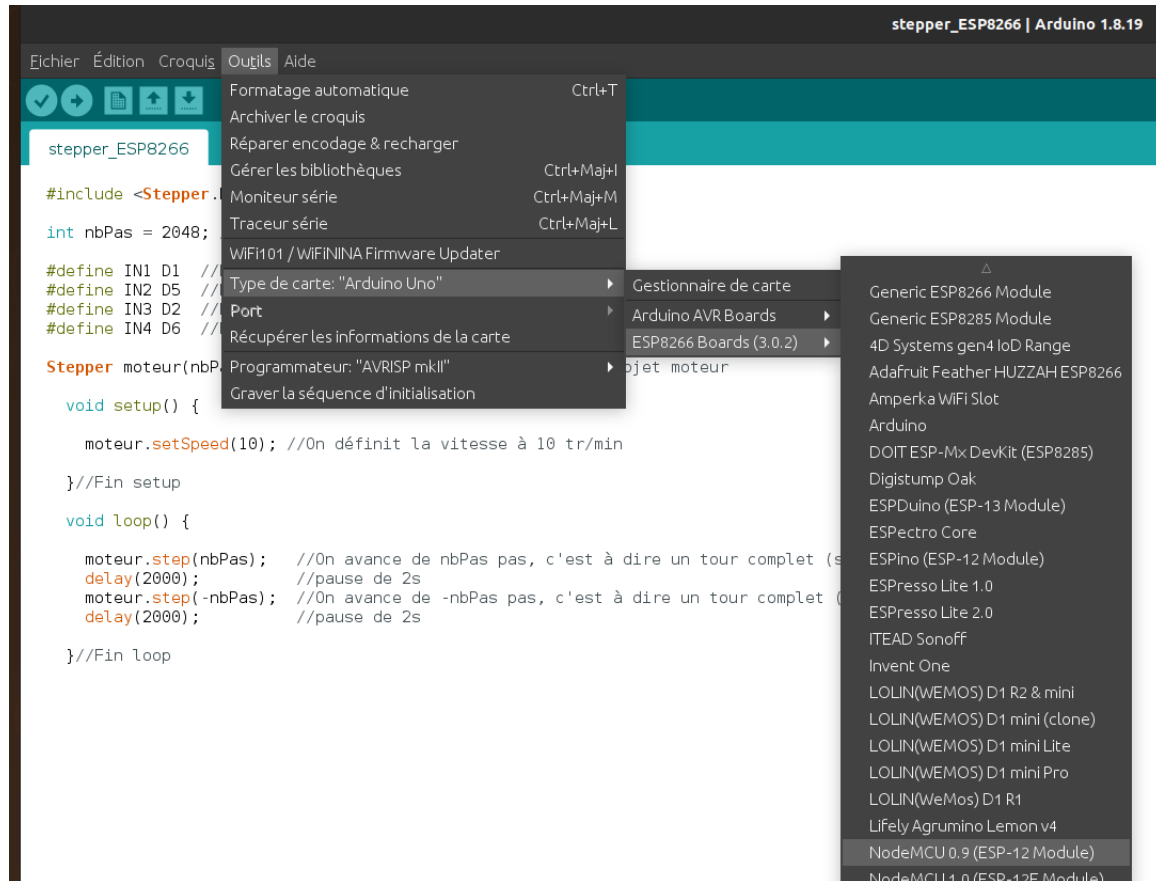 stepper_ESP8266 | Arduino 1.8.19
Fichier Édition Croquis Outils Aide
stepper_ESP8266
Formatage automatique Ctrl+T
Archiver le croquis
Réparer encodage & recharger
Gérer les bibliothèques Ctrl+Maj+I
Moniteur série Ctrl+Maj+M
Traceur série Ctrl+Maj+L
WiFi101 / WiFiNINA Firmware Updater
Type de carte: "Arduino Uno"
Port
Récupérer les informations de la carte
Programmateur: "AVRISP mkII"
Graver la séquence d'initialisation
Gestionnaire de carte
Arduino AVR Boards
ESP8266 Boards (3.0.2)
Generic ESP8266 Module
Generic ESP8285 Module
4D Systems gen4 IoD Range
Adafruit Feather HUZZAH ESP8266
Amperka WiFi Slot
Arduino
DOIT ESP-Mx DevKit (ESP8285)
Digistump Oak
ESPDuino (ESP-13 Module)
ESPectro Core
ESPino (ESP-12 Module)
ESPresso Lite 1.0
ESPresso Lite 2.0
ITEAD Sonoff
Invent One
LOLIN(WEMOS) D1 R2 & mini
LOLIN(WEMOS) D1 mini (clone)
LOLIN(WEMOS) D1 mini Lite
LOLIN(WEMOS) D1 mini Pro
LOLIN(WeMos) D1 R1
Lifely Agrumino Lemon v4
NodeMCU 0.9 (ESP-12 Module)
NodeMCU 1.0 (ESP-12E Module)
#include <Stepper.
int nbPas = 2048;
#define IN1 D1 //
#define IN2 D5 //
#define IN3 D2 //
#define IN4 D6 //
Stepper moteur(nbP jet moteur
void setup() {
moteur.setSpeed(10); //On définit la vitesse à 10 tr/min
}//Fin setup
void loop() {
moteur.step(nbPas); //On avance de nbPas pas, c'est à dire un tour complet (s
delay(2000); //pause de 2s
moteur.step(-nbPas); //On avance de -nbPas pas, c'est à dire un tour complet (
delay(2000); //pause de 2s
}//Fin loop